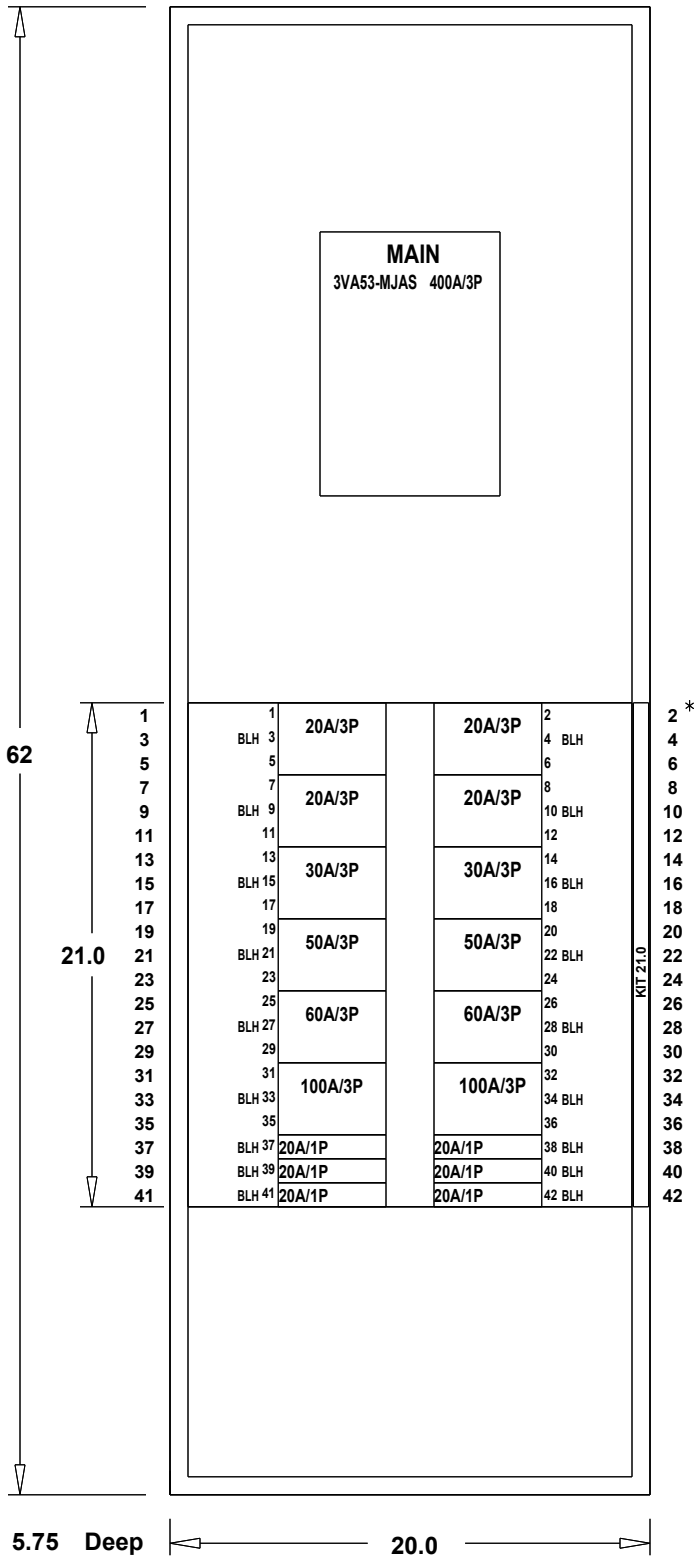 MAIN
3VA53-MJAS 400A/3P
1 1 20A/3P 20A/3P 2 2 *
3 BLH 3 4 BLH 4
5 5 6 6
7 7 20A/3P 20A/3P 8 8
9 BLH 9 10 BLH 10
11 11 12 12
13 13 30A/3P 30A/3P 14 14
15 BLH 15 16 BLH 16
17 17 18 18
19 19 50A/3P 50A/3P 20 20
21 BLH 21 22 BLH 22
23 23 24 24
25 25 60A/3P 60A/3P 26 26
27 BLH 27 28 BLH 28
29 29 30 30
31 31 100A/3P 100A/3P 32 32
33 BLH 33 34 BLH 34
35 35 36 36
37 BLH 37 20A/1P 20A/1P 38 BLH 38
39 BLH 39 20A/1P 20A/1P 40 BLH 40
41 BLH 41 20A/1P 20A/1P 42 BLH 42
62
21.0
KIT 21.0
5.75 Deep
20.0